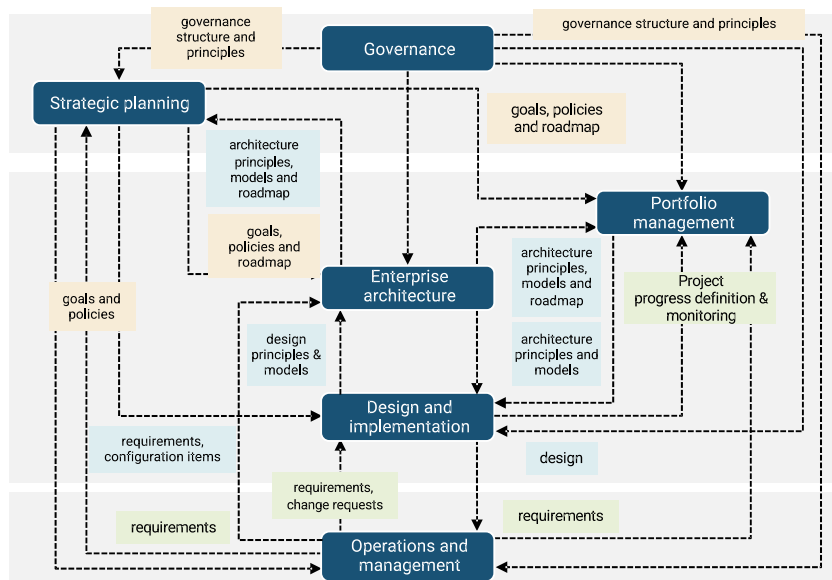 governance
structure and
principles
Governance
governance structure and principles
Strategic planning
goals, policies
and roadmap
architecture
principles,
models and
roadmap
Portfolio
management
goals,
policies and
roadmap
Enterprise
architecture
architecture
principles,
models and
roadmap
Project
progress definition &
monitoring
goals and
policies
design
principles &
models
architecture
principles and
models
Design and
implementation
requirements,
configuration items
design
requirements,
change requests
requirements
requirements
Operations and
management